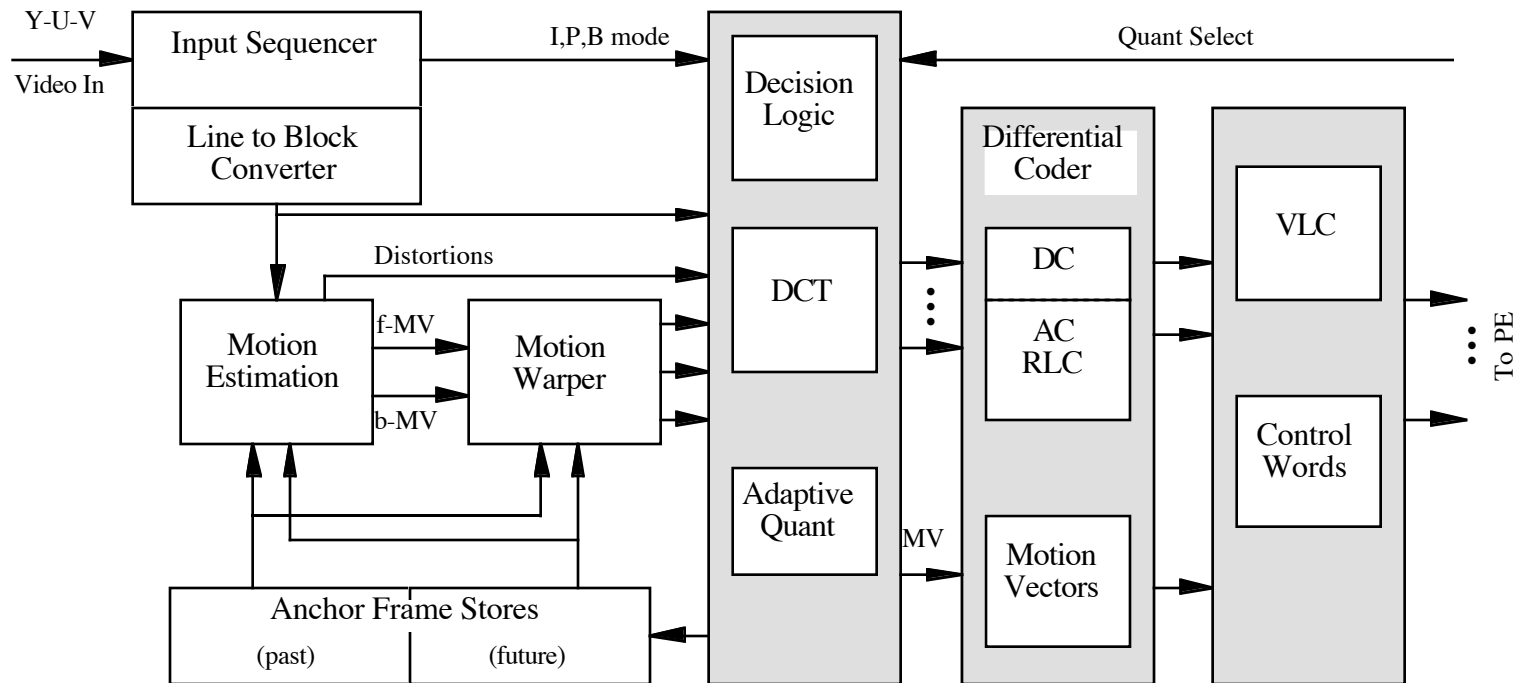 Y-U-V
Video In
Input Sequencer
Line to Block
Converter
I,P,B mode
Quant Select
Decision
Logic
Differential
Coder
VLC
Distortions
DCT
DC
AC
RLC
Motion
Estimation
f-MV
b-MV
Motion
Warper
To PE
Control
Words
Adaptive
Quant
MV
Motion
Vectors
Anchor Frame Stores
(past)
(future)